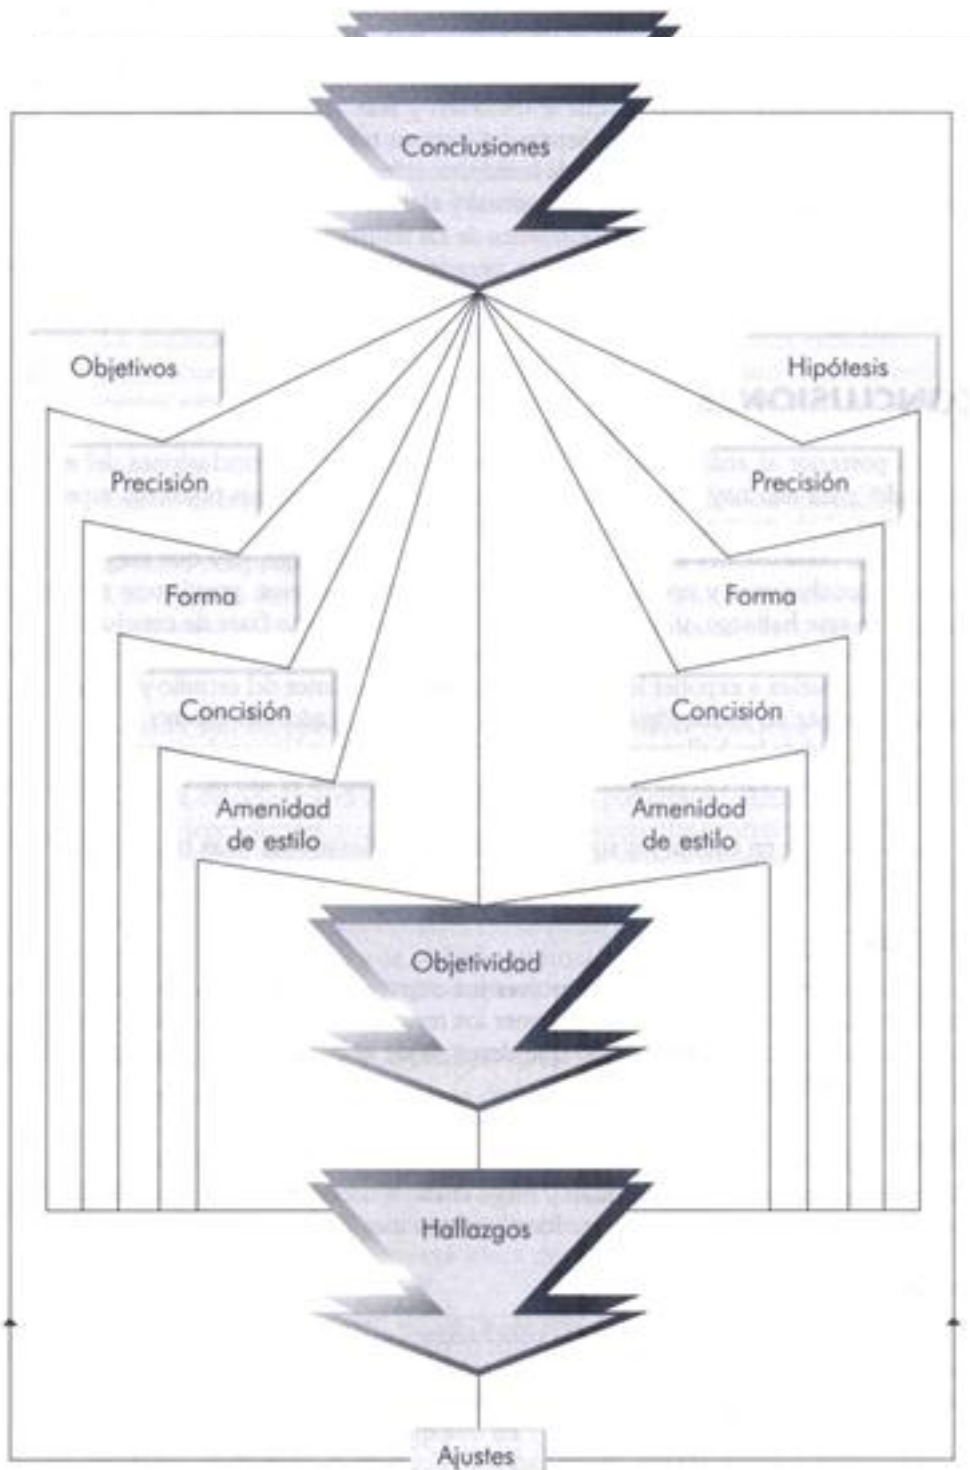 Conclusiones
Objetivos
Hipótesis
Precisión
Precisión
Forma
Forma
Concisión
Concisión
Amenidad
de estilo
Amenidad
de estilo
Objetividad
Hallazgos
Ajustes